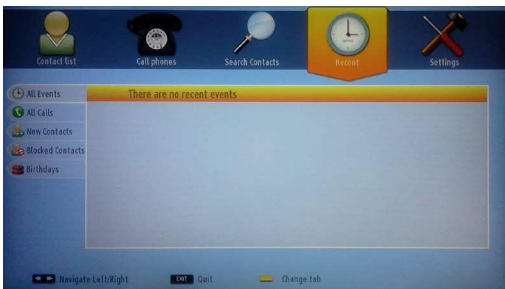 Contact list
Call phones
Search Contacts
Recent
Settings
All Events
There are no recent events
All Calls
New Contacts
Blocked Contacts
Birthdays
Navigate Left/Right
EXIT Quit
Change tab